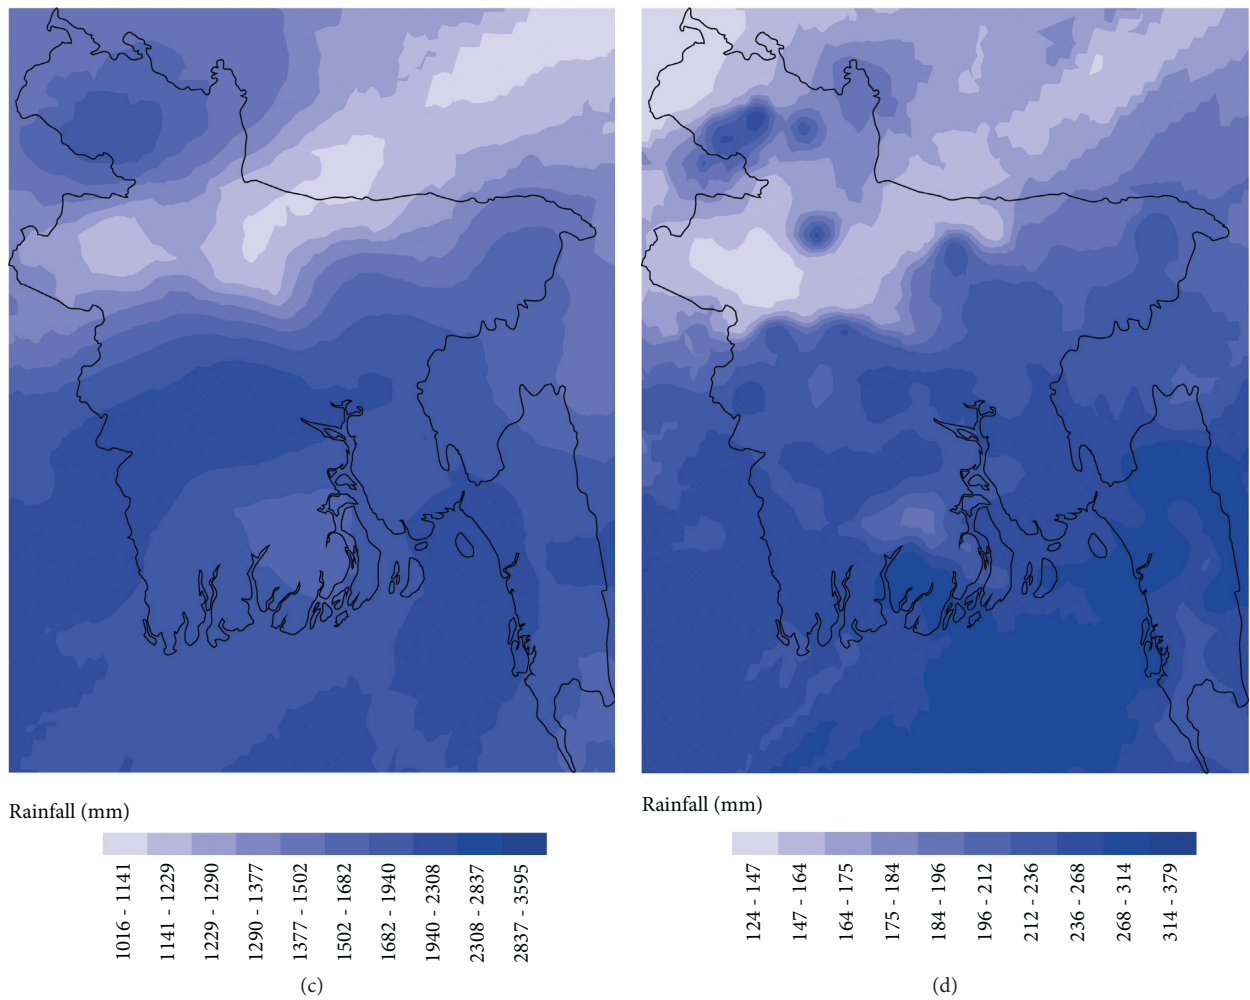 Rainfall (mm)
1016 - 1141
1141 - 1229
1229 - 1290
1290 - 1377
1377 - 1502
1502 - 1682
1682 - 1940
1940 - 2308
2308 - 2837
2837 - 3595
(c)
Rainfall (mm)
124 - 147
147 - 164
164 - 175
175 - 184
184 - 196
196 - 212
212 - 236
236 - 268
268 - 314
314 - 379
(d)